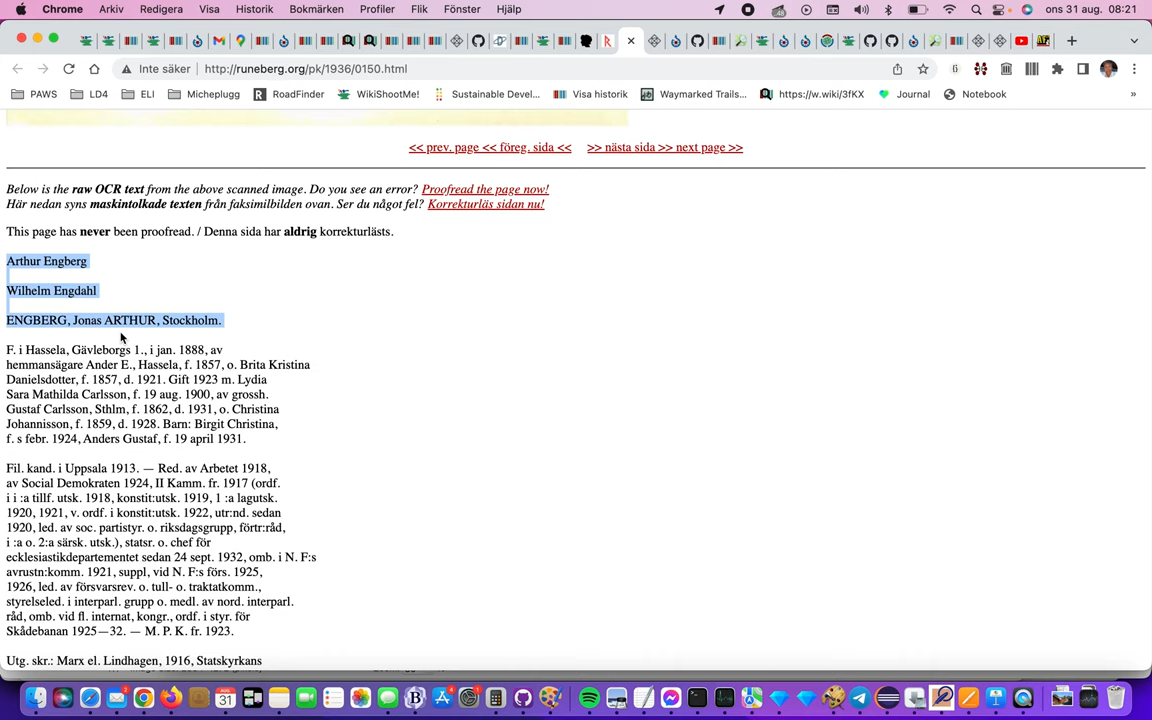 Chrome Arkiv Redigera Visa Historik Bokmärken Profiler Flik Fönster Hjälp ons 31 aug. 08:21
Inte säker http://runeberg.org/pk/1936/0150.html
PAWS LD4 ELI Micheplugg RoadFinder WikiShootMe! Sustainable Devel... Visa historik Waymarked Trails... https://w.wiki/3fKX Journal Notebook »
<< prev. page << föreg. sida << >> nästa sida >> next page >>
Below is the raw OCR text from the above scanned image. Do you see an error? Proofread the page now!
Här nedan syns maskintolkade texten från faksimilbilden ovan. Ser du något fel? Korrekturläs sidan nu!
This page has never been proofread. / Denna sida har aldrig korrekturlästs.
Arthur Engberg
Wilhelm Engdahl
ENGBERG, Jonas ARTHUR, Stockholm.
F. i Hassela, Gävleborgs 1., i jan. 1888, av
hemmansägare Ander E., Hassela, f. 1857, o. Brita Kristina
Danielsdotter, f. 1857, d. 1921. Gift 1923 m. Lydia
Sara Mathilda Carlsson, f. 19 aug. 1900, av grossh.
Gustaf Carlsson, Sthlm, f. 1862, d. 1931, o. Christina
Johannisson, f. 1859, d. 1928. Barn: Birgit Christina,
f. s febr. 1924, Anders Gustaf, f. 19 april 1931.
Fil. kand. i Uppsala 1913. — Red. av Arbetet 1918,
av Social Demokraten 1924, II Kamm. fr. 1917 (ordf.
i i :a tillf. utsk. 1918, konstit:utsk. 1919, 1 :a lagutsk.
1920, 1921, v. ordf. i konstit:utsk. 1922, utr:nd. sedan
1920, led. av soc. partistyr. o. riksdagsgrupp, förtr:råd,
i :a o. 2:a särsk. utsk.), statsr. o. chef för
ecklesiastikdepartementet sedan 24 sept. 1932, omb. i N. F:s
avrustn:komm. 1921, suppl, vid N. F:s förs. 1925,
1926, led. av försvarsrev. o. tull- o. traktatkomm.,
styrelseled. i interparl. grupp o. medl. av nord. interparl.
råd, omb. vid fl. internat, kongr., ordf. i styr. för
Skådebanan 1925—32. — M. P. K. fr. 1923.
Utg. skr.: Marx el. Lindhagen, 1916, Statskyrkans